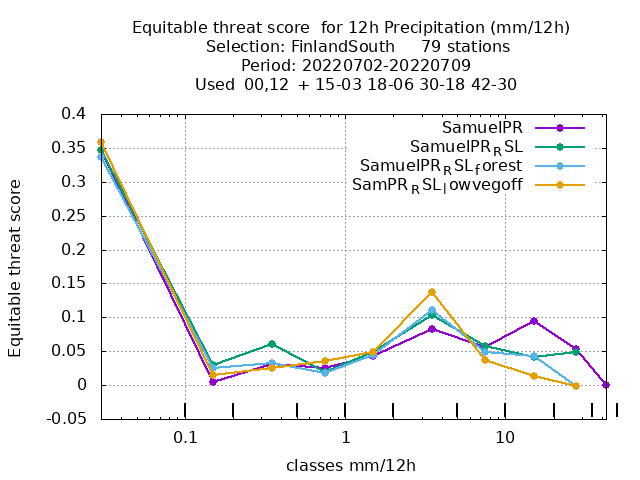 Equitable threat score  for 12h Precipitation (mm/12h)
Selection: FinlandSouth     79 stations
Period: 20220702-20220709
Used  00,12  + 15-03 18-06 30-18 42-30
SamuelPR
SamuelPR_RSL
SamuelPR_RSL_forest
SamPR_RSL_lowvegoff
0.4
0.35
0.3
0.25
0.2
0.15
0.1
0.05
0
-0.05
Equitable threat score
0.1 1 10
classes mm/12h